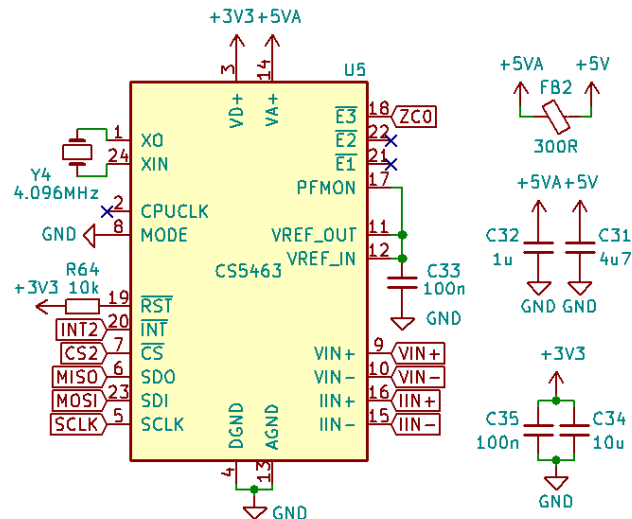 +3V3 +5VA
3
14
U5
VD+
VA+
1 XO
24 XIN
Y4
4.096MHz
2 CPUCLK
GND 8 MODE
R64
+3V3 10k 19 RST
INT2 20 INT
CS2 7 CS
MISO 6 SDO
MOSI 23 SDI
SCLK 5 SCLK
CS5463
E3 18 ZC0
E2 22
E1 21
PFMON 17
VREF_OUT 11
VREF_IN 12
C33
100n
GND
VIN+ 9 VIN+
VIN- 10 VIN-
IIN+ 16 IIN+
IIN- 15 IIN-
DGND
AGND
4
13
GND
+5VA +5V
FB2
300R
+5VA +5V
C32
1u
C31
4u7
GND GND
+3V3
C35
100n
C34
10u
GND